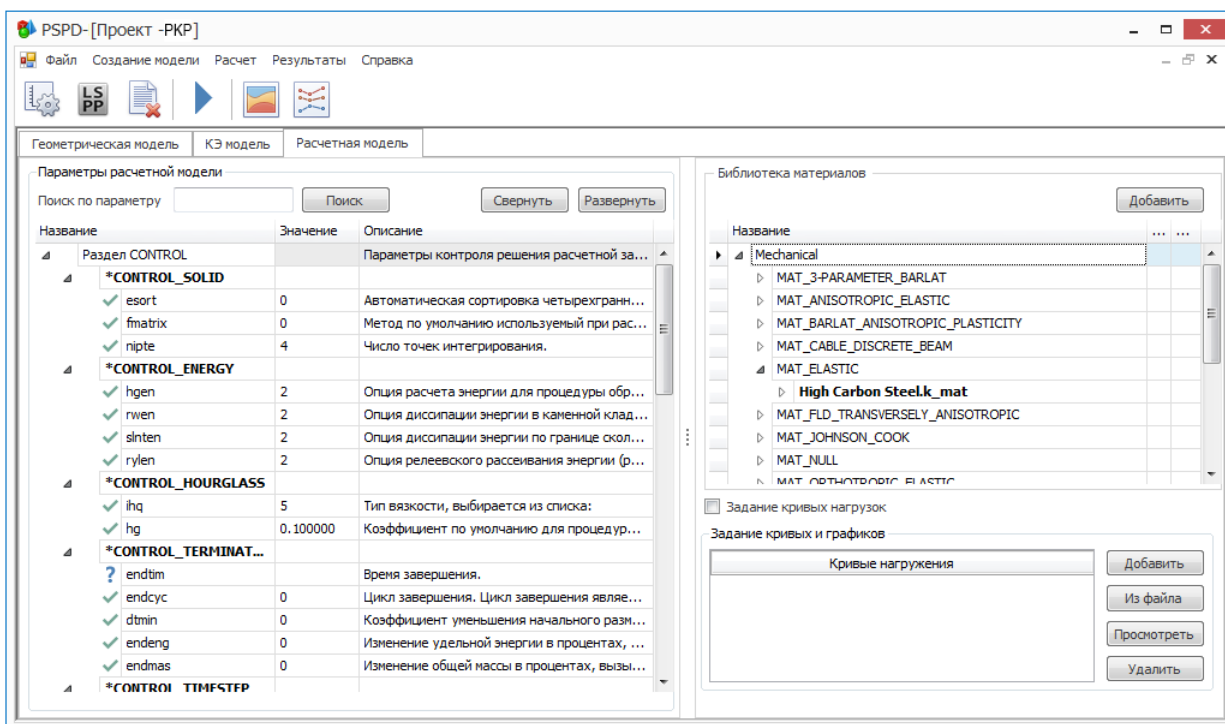 PSPD-[Проект -РКР]
Файл Создание модели Расчет Результаты Справка
LS
PP
Геометрическая модель КЭ модель Расчетная модель
Параметры расчетной модели
Поиск по параметру Поиск Свернуть Развернуть
Название Значение Описание
Раздел CONTROL Параметры контроля решения расчетной за...
*CONTROL_SOLID
esort 0 Автоматическая сортировка четырехгранн...
fmatrix 0 Метод по умолчанию используемый при рас...
nipte 4 Число точек интегрирования.
*CONTROL_ENERGY
hgen 2 Опция расчета энергии для процедуры обр...
rwen 2 Опция диссипации энергии в каменной клад...
slnten 2 Опция диссипации энергии по границе скол...
rylen 2 Опция релеевского рассеивания энергии (р...
*CONTROL_HOURGLASS
ihq 5 Тип вязкости, выбирается из списка:
hg 0.100000 Коэффициент по умолчанию для процедур...
*CONTROL_TERMINAT...
? endtim Время завершения.
endcyc 0 Цикл завершения. Цикл завершения являе...
dtmin 0 Коэффициент уменьшения начального разм...
endeng 0 Изменение удельной энергии в процентах, ...
endmas 0 Изменение общей массы в процентах, вызы...
*CONTROL_TIMESTEP
Библиотека материалов
Добавить
Название ... ...
Mechanical
MAT_3-PARAMETER_BARLAT
MAT_ANISOTROPIC_ELASTIC
MAT_BARLAT_ANISOTROPIC_PLASTICITY
MAT_CABLE_DISCRETE_BEAM
MAT_ELASTIC
High Carbon Steel.k_mat
MAT_FLD_TRANSVERSELY_ANISOTROPIC
MAT_JOHNSON_COOK
MAT_NULL
MAT_ORTHOTROPIC_ELASTIC
Задание кривых нагрузок
Задание кривых и графиков
Кривые нагружения
Добавить
Из файла
Просмотреть
Удалить